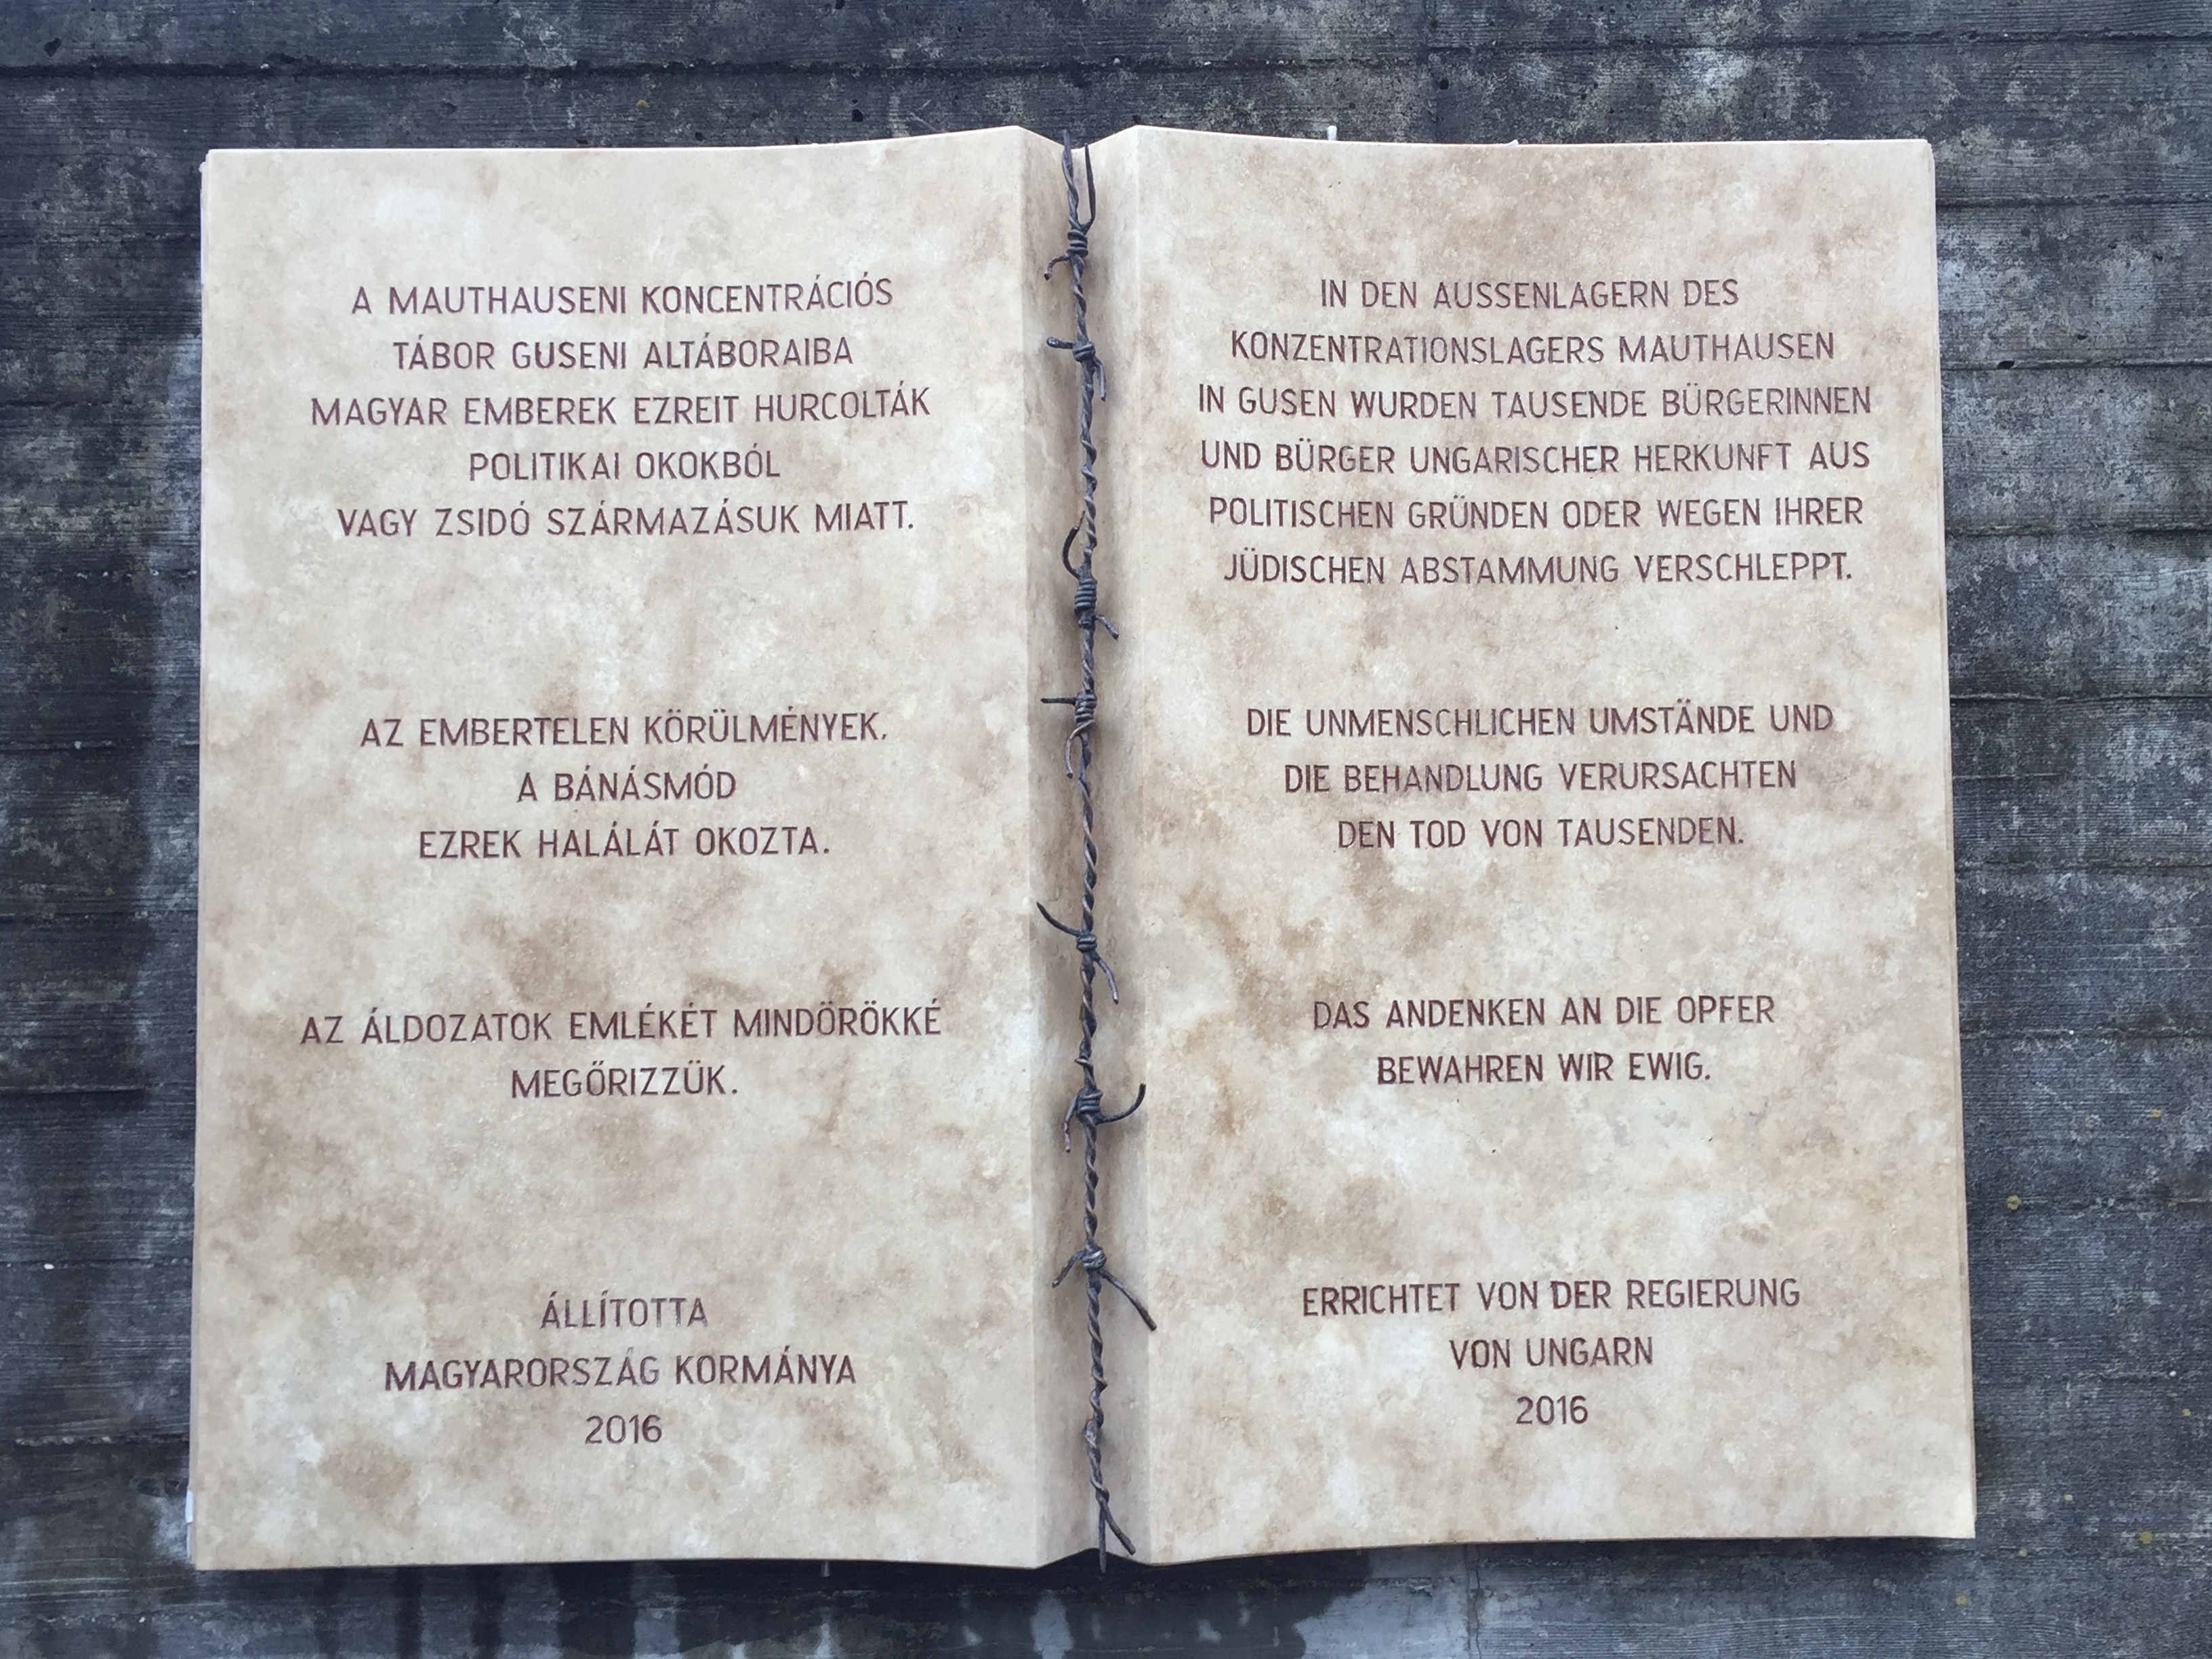 A MAUTHAUSENI KONCENTRÁCIÓS
TÁBOR GUSENI ALTÁBORAIBA
MAGYAR EMBEREK EZREIT HURCOLTÁK
POLITIKAI OKOKBÓL
VAGY ZSIDÓ SZÁRMAZÁSUK MIATT.
AZ EMBERTELEN KÖRÜLMÉNYEK,
A BÁNÁSMÓD
EZREK HALÁLÁT OKOZTA.
AZ ÁLDOZATOK EMLÉKÉT MINDÖRÖKKÉ
MEGŐRIZZÜK.
ÁLLÍTOTTA
MAGYARORSZÁG KORMÁNYA
2016
IN DEN AUSSENLAGERN DES
KONZENTRATIONSLAGERS MAUTHAUSEN
IN GUSEN WURDEN TAUSENDE BÜRGERINNEN
UND BÜRGER UNGARISCHER HERKUNFT AUS
POLITISCHEN GRÜNDEN ODER WEGEN IHRER
JÜDISCHEN ABSTAMMUNG VERSCHLEPPT.
DIE UNMENSCHLICHEN UMSTÄNDE UND
DIE BEHANDLUNG VERURSACHTEN
DEN TOD VON TAUSENDEN.
DAS ANDENKEN AN DIE OPFER
BEWAHREN WIR EWIG.
ERRICHTET VON DER REGIERUNG
VON UNGARN
2016